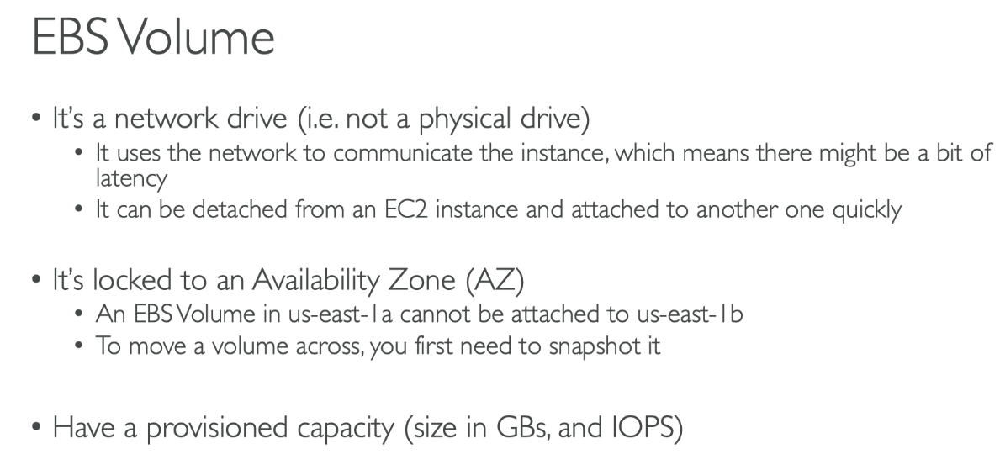 EBS Volume
• It's a network drive (i.e. not a physical drive)
• It uses the network to communicate the instance, which means there might be a bit of
latency
• It can be detached from an EC2 instance and attached to another one quickly
• It's locked to an Availability Zone (AZ)
• An EBS Volume in us-east-1a cannot be attached to us-east-1b
• To move a volume across, you first need to snapshot it
• Have a provisioned capacity (size in GBs, and IOPS)